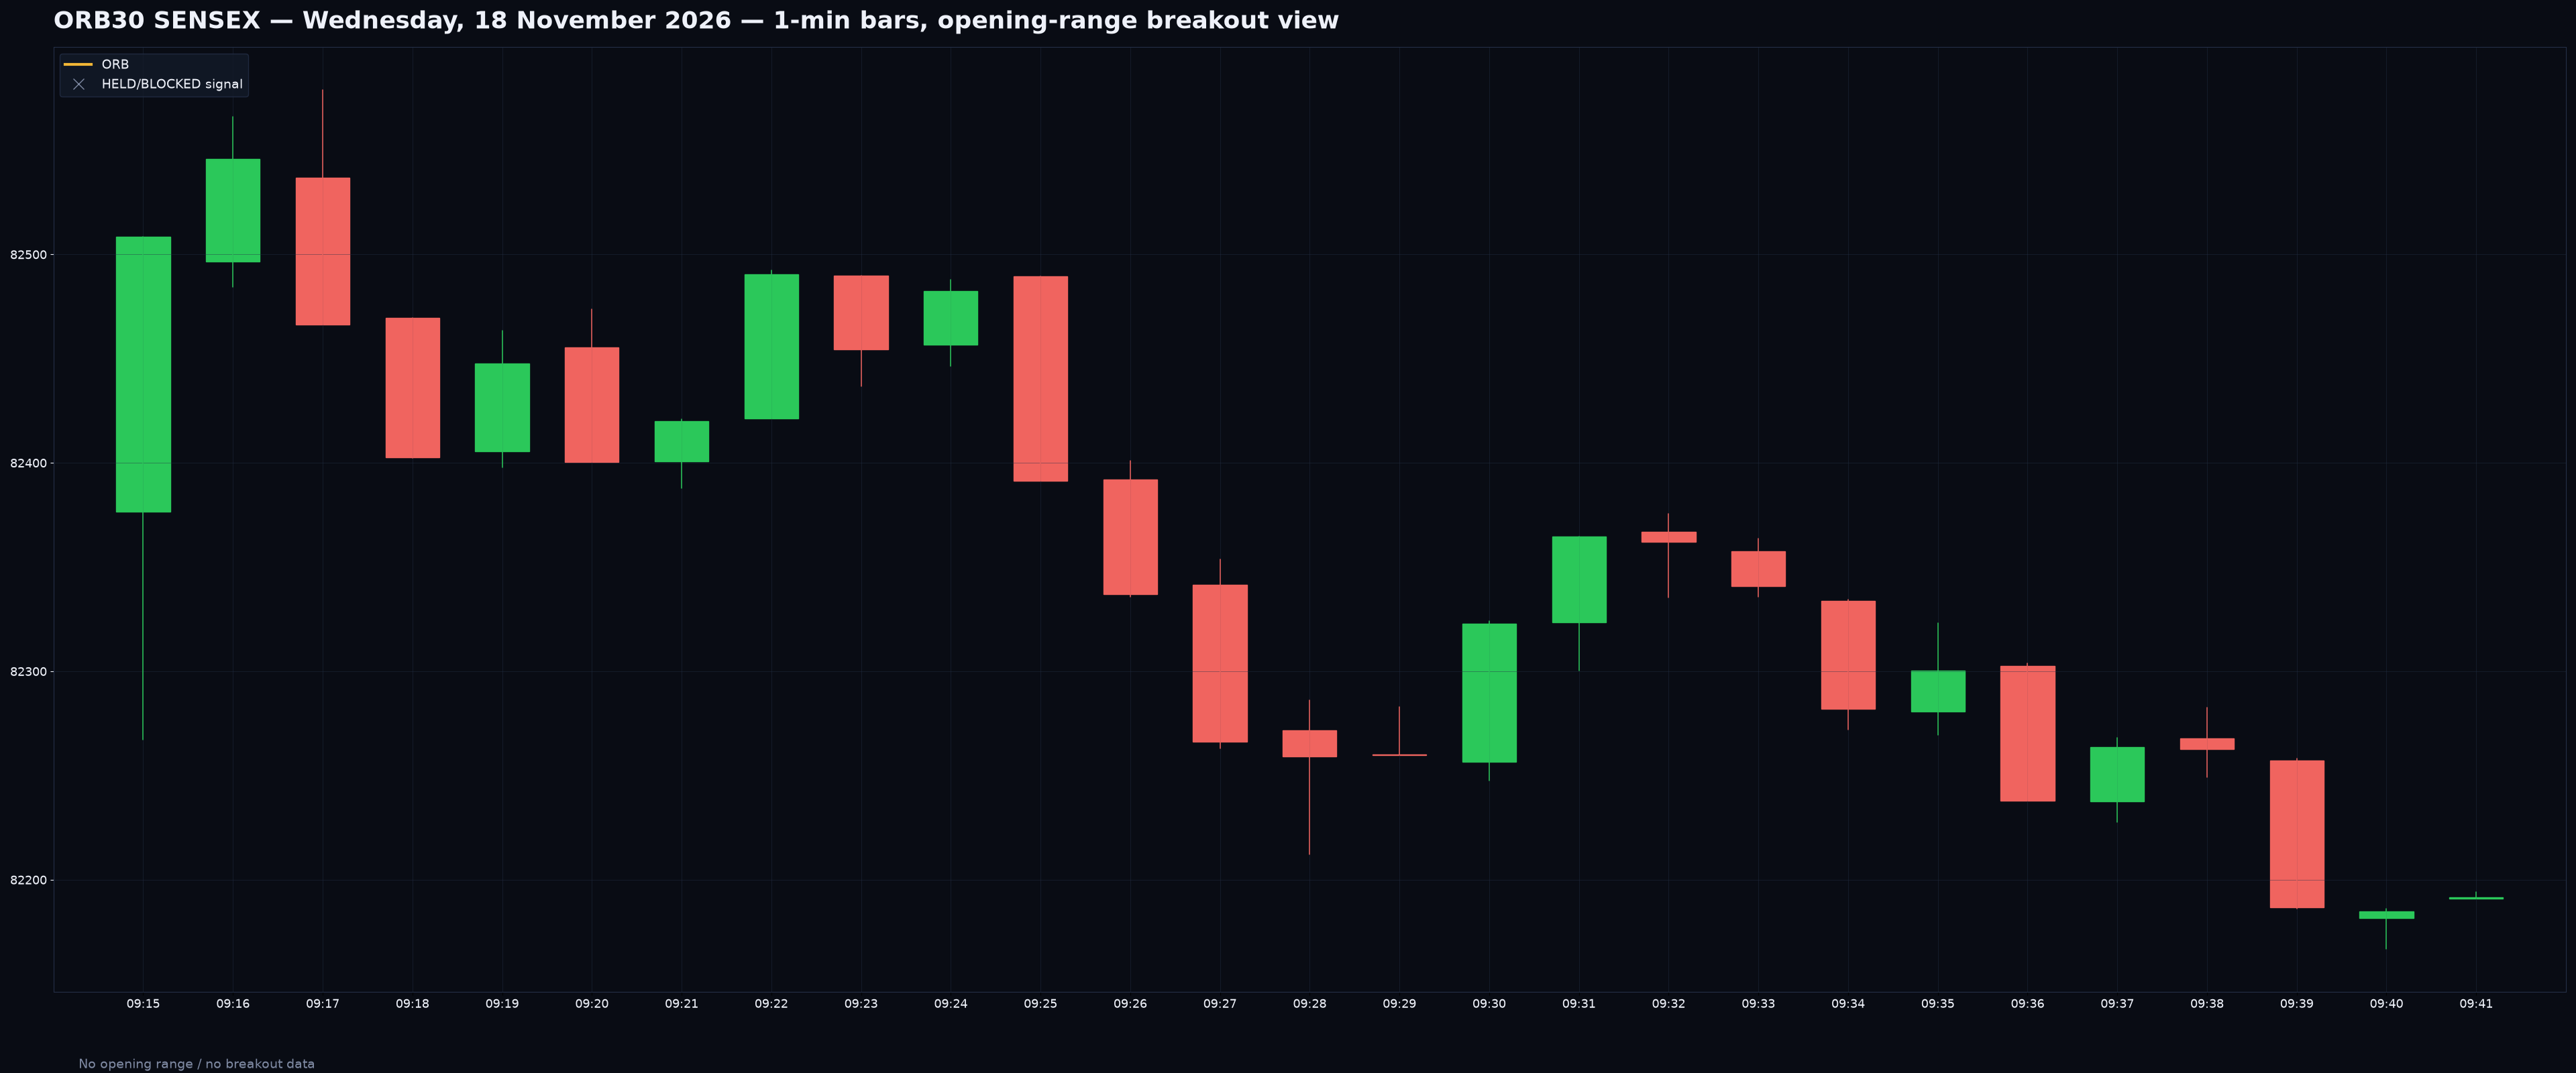 ORB30 SENSEX — Wednesday, 18 November 2026 — 1-min bars, opening-range breakout view
ORB
HELD/BLOCKED signal
82500
82400
82300
82200
09:15 09:16 09:17 09:18 09:19 09:20 09:21 09:22 09:23 09:24 09:25 09:26 09:27 09:28 09:29 09:30 09:31 09:32 09:33 09:34 09:35 09:36 09:37 09:38 09:39 09:40 09:41
No opening range / no breakout data